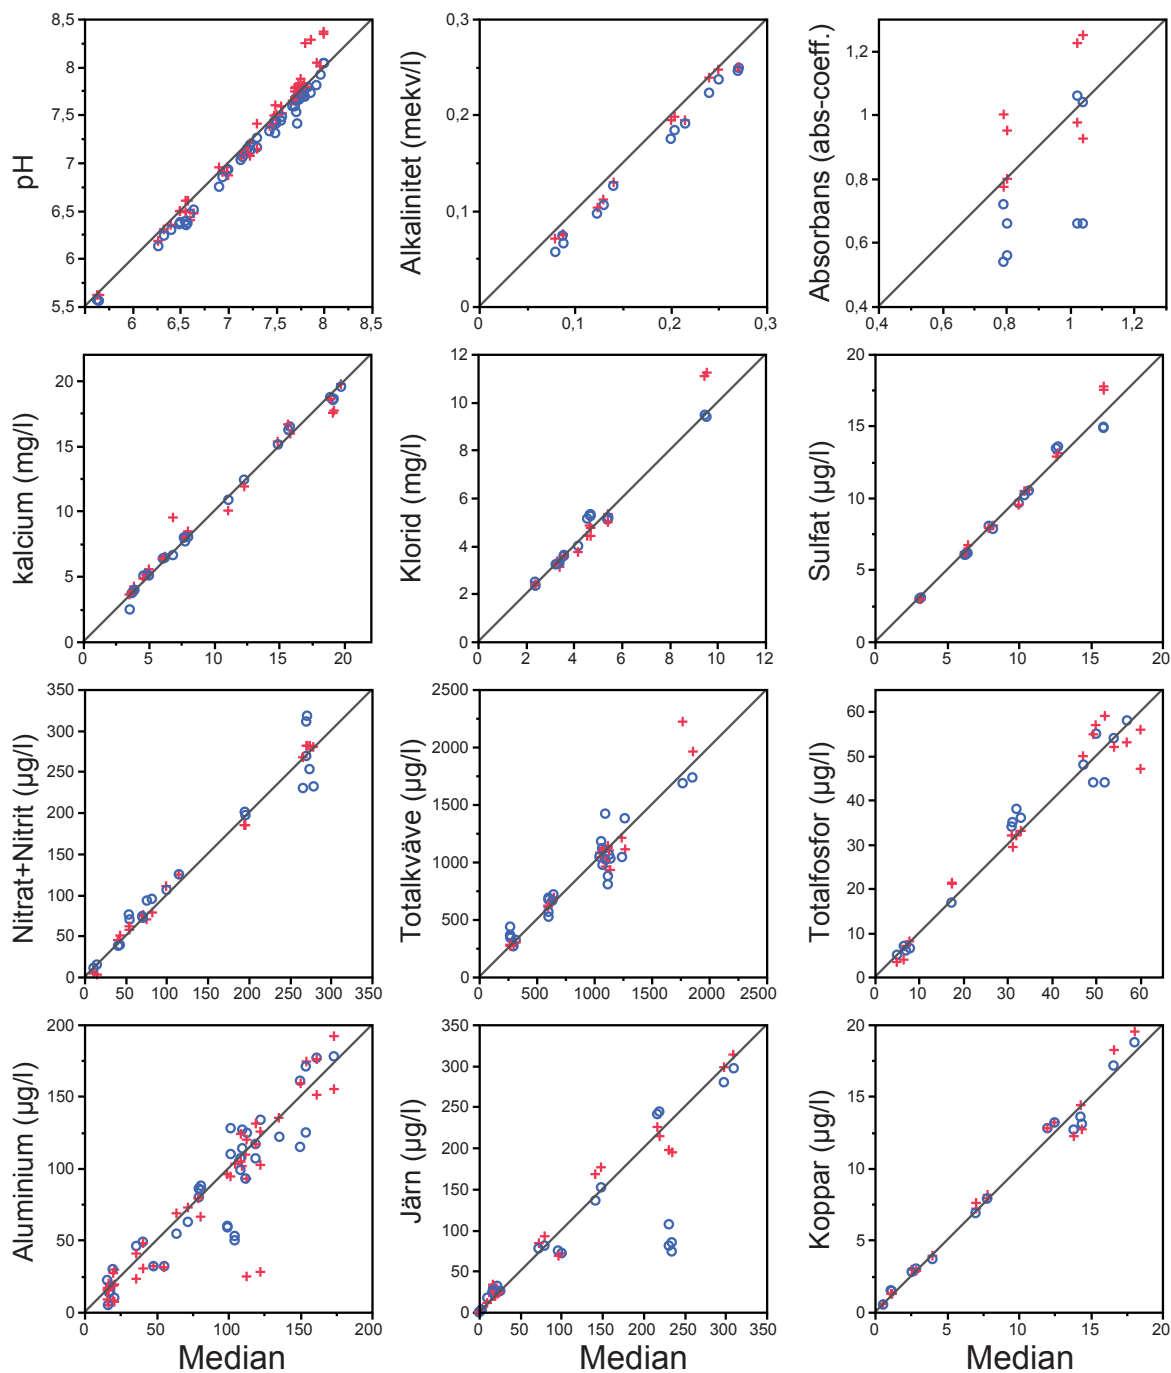 8,5
8
7,5
7
6,5
6
5,5
pH
6 6,5 7 7,5 8 8,5
0,3
0,2
0,1
0
Alkalinitet (mekv/l)
0 0,1 0,2 0,3
1,2
1
0,8
0,6
0,4
Absorbans (abs-coeff.)
0,4 0,6 0,8 1 1,2
20
15
10
5
0
kalcium (mg/l)
0 5 10 15 20
12
10
8
6
4
2
0
Klorid (mg/l)
0 2 4 6 8 10 12
20
15
10
5
0
Sulfat (µg/l)
0 5 10 15 20
350
300
250
200
150
100
50
0
Nitrat+Nitrit (µg/l)
0 50 100 150 200 250 300 350
2500
2000
1500
1000
500
0
Totalkväve (µg/l)
0 500 1000 1500 2000 2500
60
50
40
30
20
10
0
Totalfosfor (µg/l)
0 10 20 30 40 50 60
200
150
100
50
0
Aluminium (µg/l)
0 50 100 150 200
Median
350
300
250
200
150
100
50
0
Järn (µg/l)
0 50 100 150 200 250 300 350
Median
20
15
10
5
0
Koppar (µg/l)
0 5 10 15 20
Median